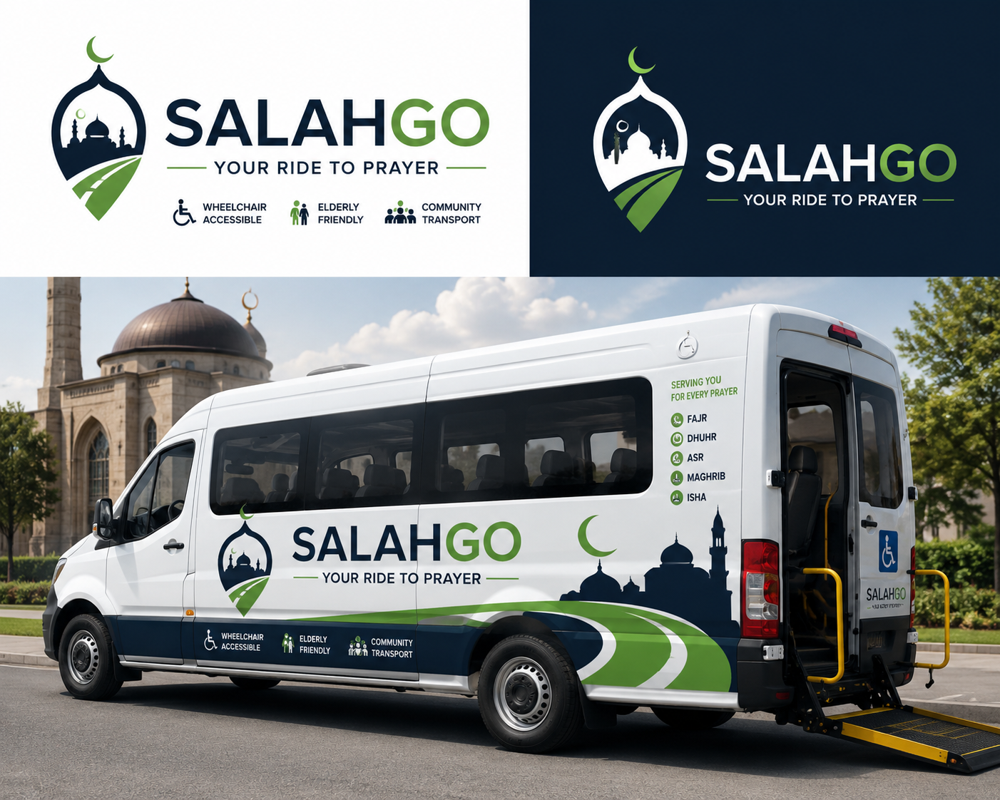 SALAHGO
YOUR RIDE TO PRAYER
WHEELCHAIR
ACCESSIBLE
ELDERLY
FRIENDLY
COMMUNITY
TRANSPORT
SALAHGO
YOUR RIDE TO PRAYER
SERVING YOU
FOR EVERY PRAYER
FAJR
DHUHR
ASR
MAGHRIB
ISHA
SALAHGO
YOUR RIDE TO PRAYER
WHEELCHAIR
ACCESSIBLE
ELDERLY
FRIENDLY
COMMUNITY
TRANSPORT
SALAHGO